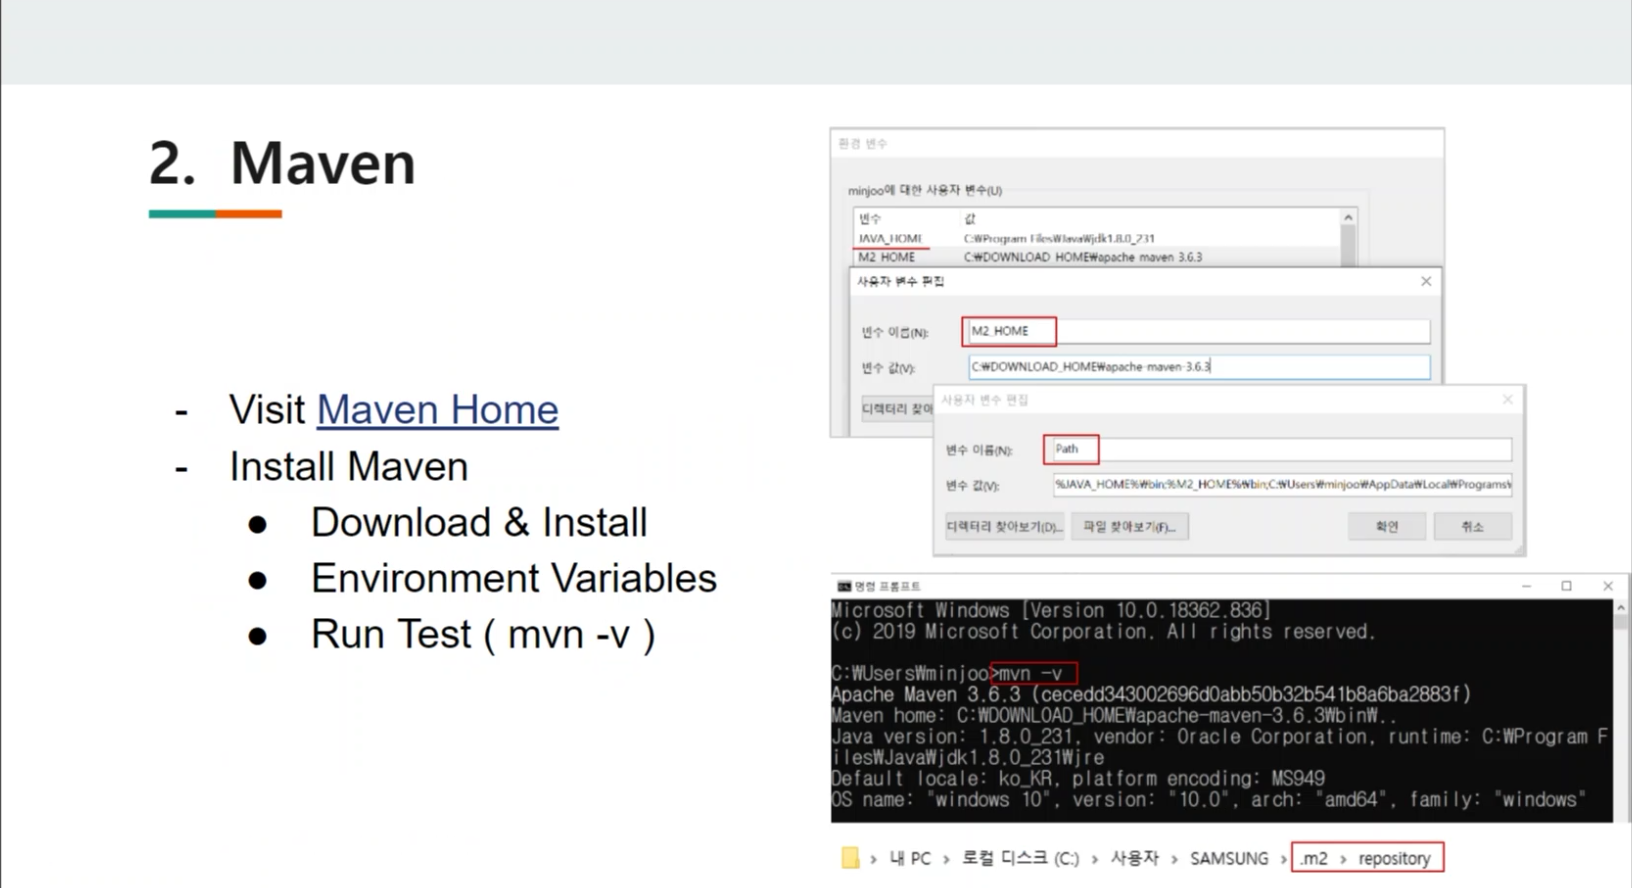 2. Maven
- Visit Maven Home
- Install Maven
● Download & Install
● Environment Variables
● Run Test ( mvn -v )
환경 변수
minjoo에 대한 사용자 변수(U)
변수 값
JAVA_HOME C:₩Program Files₩Java₩jdk1.8.0_231
M2_HOME C:₩DOWNLOAD_HOME₩apache-maven-3.6.3
사용자 변수 편집
변수 이름(N): M2_HOME
변수 값(V): C:₩DOWNLOAD_HOME₩apache-maven-3.6.3
디렉터리 찾아
사용자 변수 편집
변수 이름(N): Path
변수 값(V): %JAVA_HOME%₩bin;%M2_HOME%₩bin;C:₩Users₩minjoo₩AppData₩Local₩Programs₩
디렉터리 찾아보기(D)... 파일 찾아보기(F)... 확인 취소
명령 프롬프트
Microsoft Windows [Version 10.0.18362.836]
(c) 2019 Microsoft Corporation. All rights reserved.
C:₩Users₩minjoo>mvn -v
Apache Maven 3.6.3 (cecedd343002696d0abb50b32b541b8a6ba2883f)
Maven home: C:₩DOWNLOAD_HOME₩apache-maven-3.6.3₩bin₩..
Java version: 1.8.0_231, vendor: Oracle Corporation, runtime: C:₩Program F
iles₩Java₩jdk1.8.0_231₩jre
Default locale: ko_KR, platform encoding: MS949
OS name: "windows 10", version: "10.0", arch: "amd64", family: "windows"
› 내 PC › 로컬 디스크 (C:) › 사용자 › SAMSUNG › .m2 › repository